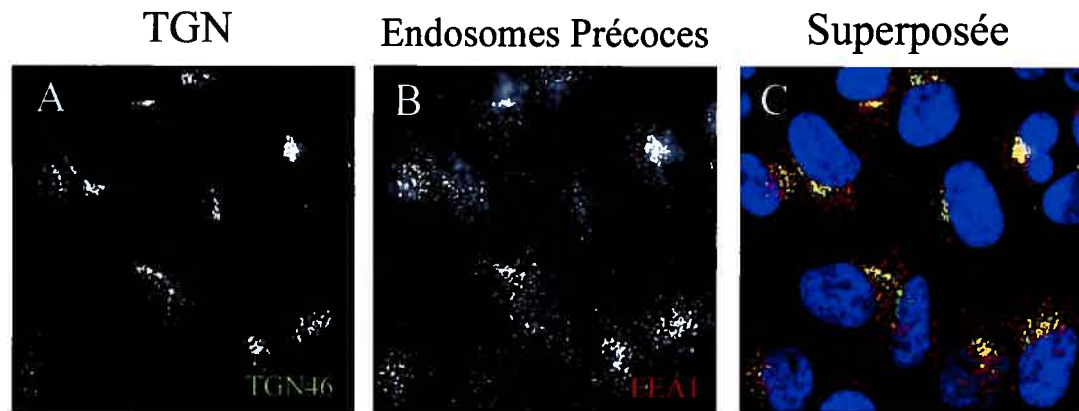 TGN
Endosomes Précoces
Superposée
A
B
C
TGN46
EEA1